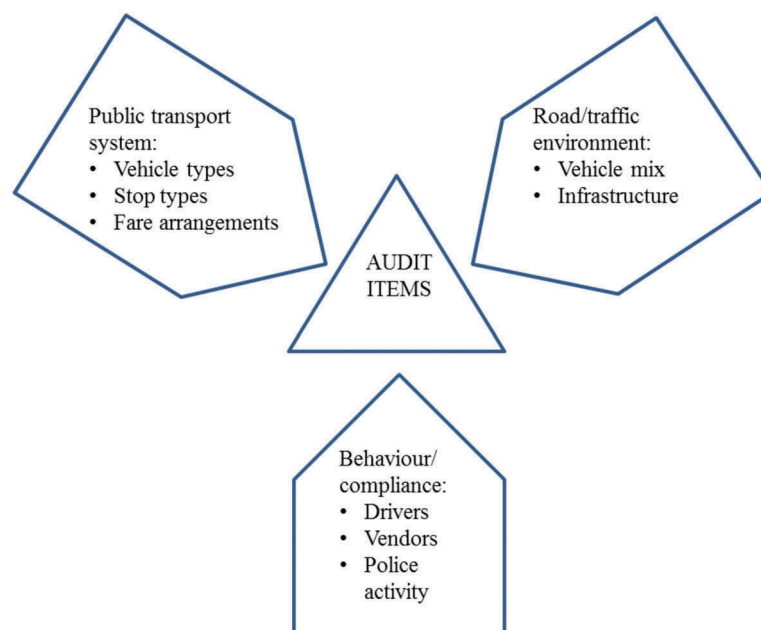 Public transport
system:
• Vehicle types
• Stop types
• Fare arrangements
Road/traffic
environment:
• Vehicle mix
• Infrastructure
AUDIT
ITEMS
Behaviour/
compliance:
• Drivers
• Vendors
• Police
activity